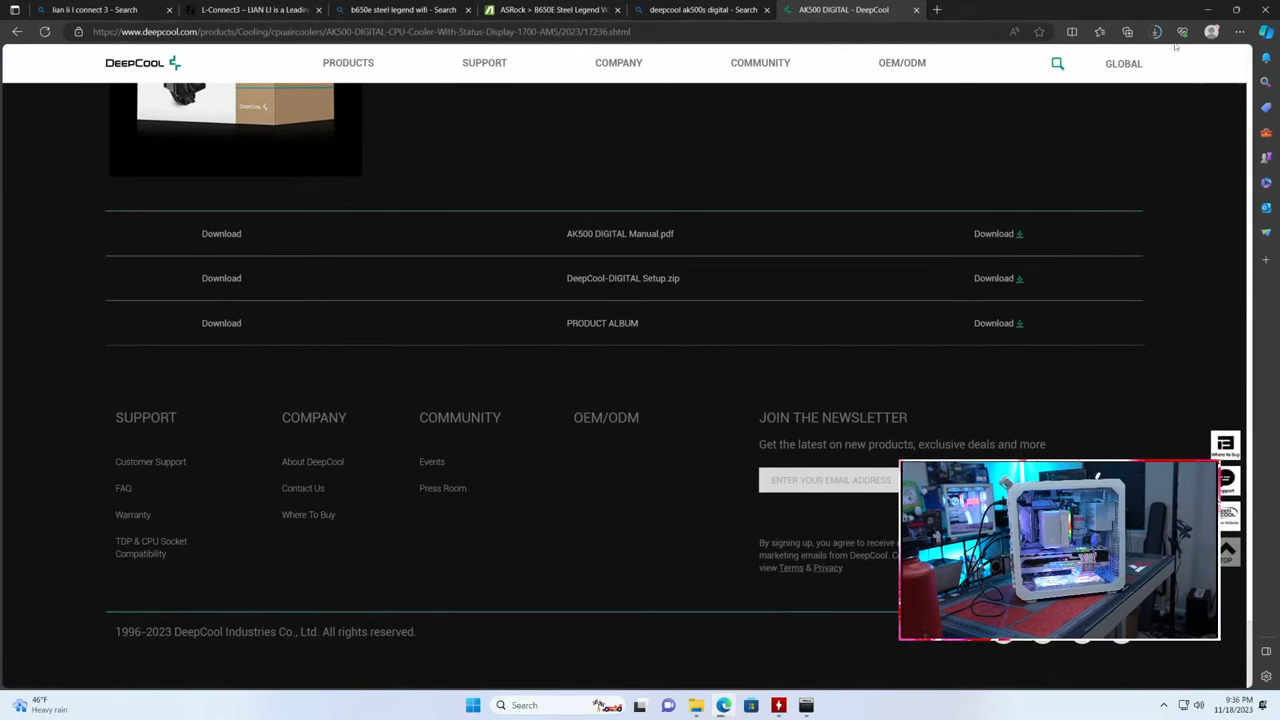 lian li l connect 3 - Search
L-Connect3 – LIAN LI is a Leading
b650e steel legend wifi - Search
ASRock > B650E Steel Legend W
deepcool ak500s digital - Search
AK500 DIGITAL - DeepCool
https://www.deepcool.com/products/Cooling/cpuaircoolers/AK500-DIGITAL-CPU-Cooler-With-Status-Display-1700-AM5/2023/17236.shtml
DEEPCOOL
PRODUCTS
SUPPORT
COMPANY
COMMUNITY
OEM/ODM
GLOBAL
DEEPCOOL
Download AK500 DIGITAL Manual.pdf Download
Download DeepCool-DIGITAL Setup.zip Download
Download PRODUCT ALBUM Download
SUPPORT
Customer Support
FAQ
Warranty
TDP & CPU Socket
Compatibility
COMPANY
About DeepCool
Contact Us
Where To Buy
COMMUNITY
Events
Press Room
OEM/ODM
JOIN THE NEWSLETTER
Get the latest on new products, exclusive deals and more
ENTER YOUR EMAIL ADDRESS
By signing up, you agree to receive
marketing emails from DeepCool.
view Terms & Privacy
Where To Buy
TOP
1996-2023 DeepCool Industries Co., Ltd. All rights reserved.
46°F
Heavy rain
Search
9:36 PM
11/18/2023